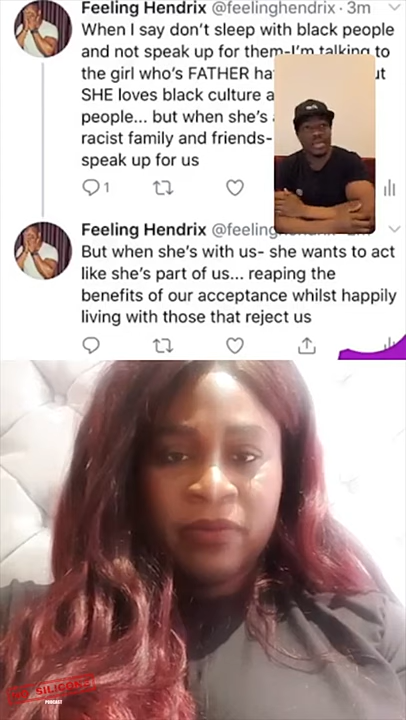 Feeling Hendrix @feelinghendrix · 3m
When I say don't sleep with black people
and not speak up for them-I'm talking to
the girl who's FATHER
SHE loves black culture
people... but when she's
racist family and friends-
speak up for us
1
Feeling Hendrix
But when she's with us- she wants to act
like she's part of us... reaping the
benefits of our acceptance whilst happily
living with those that reject us
SILICON
PODCAST